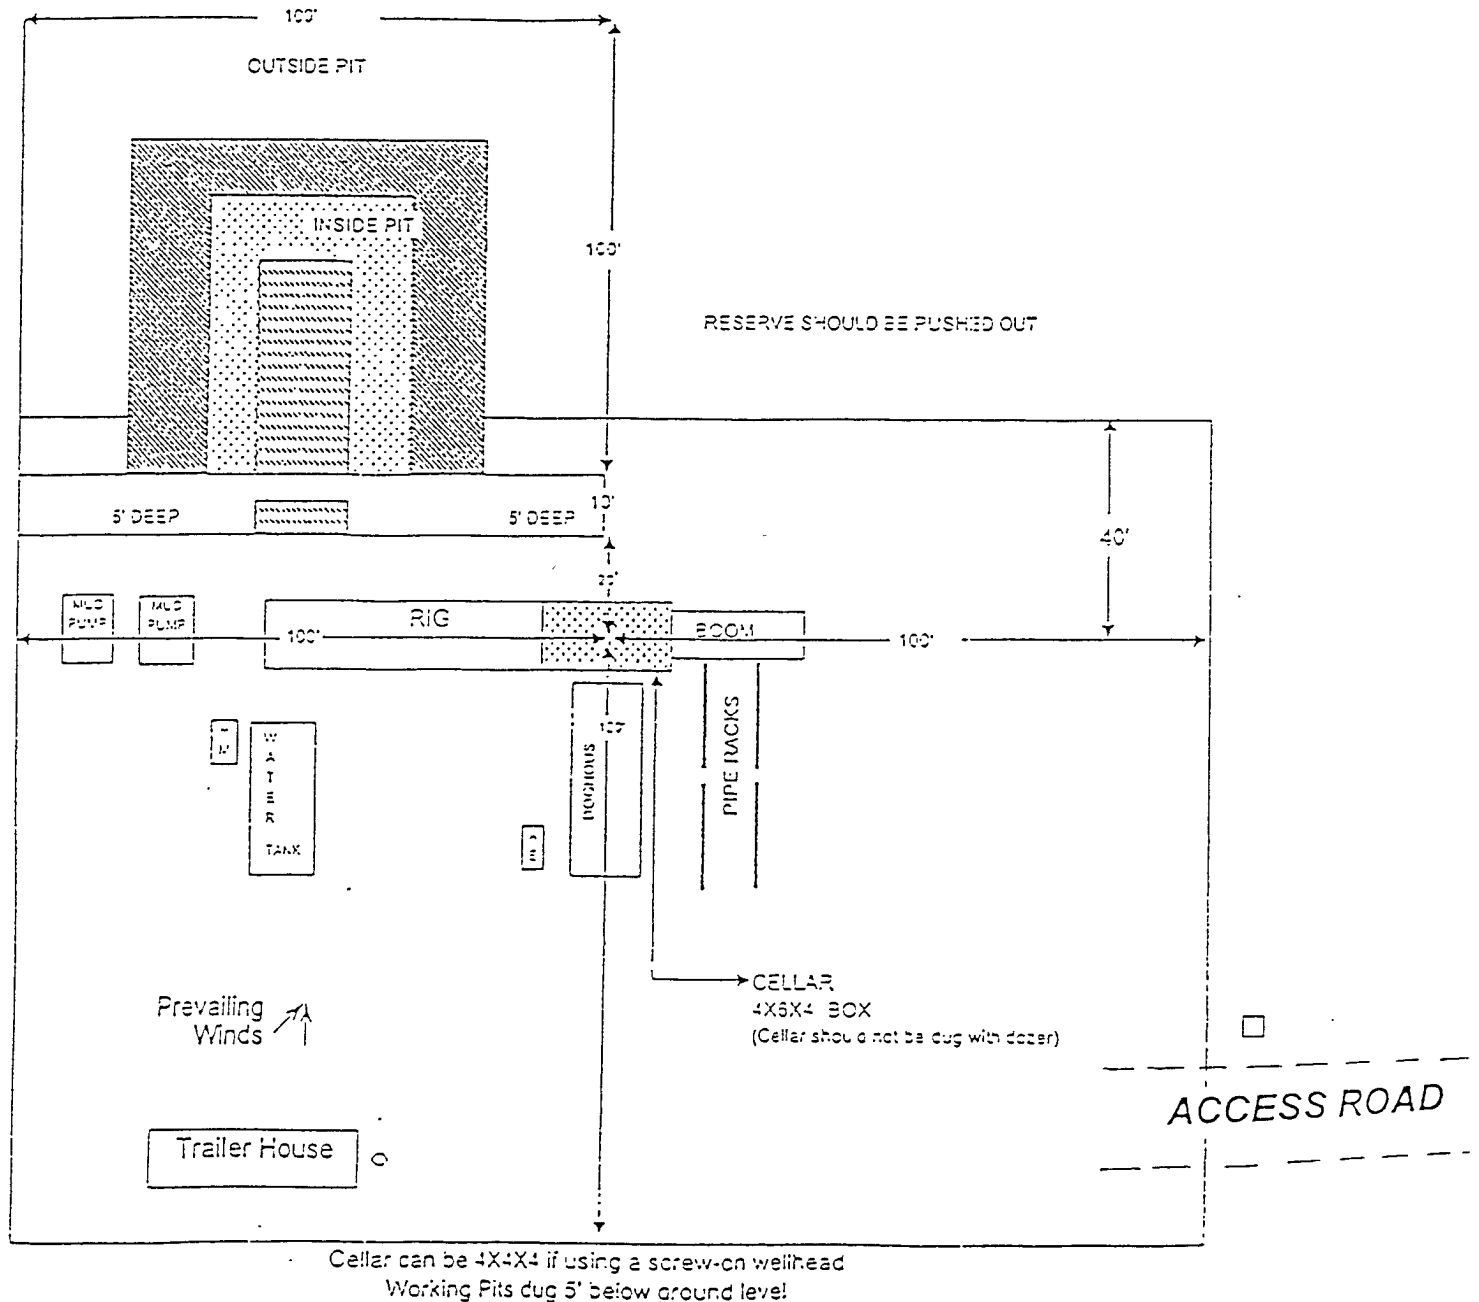 100'
OUTSIDE PIT
INSIDE PIT
100'
RESERVE SHOULD BE PUSHED OUT
5' DEEP
5' DEEP
10'
40'
20'
MUD
PUMP
MUD
PUMP
RIG
BOOM
100'
100'
WATER
TANK
DOGHOUS
PIPE RACKS
CELLAR
4X6X4 BOX
(Cellar should not be dug with dozer)
Prevailing
Winds
ACCESS ROAD
Trailer House
Cellar can be 4X4X4 if using a screw-on wellhead
Working Pits dug 5' below ground level